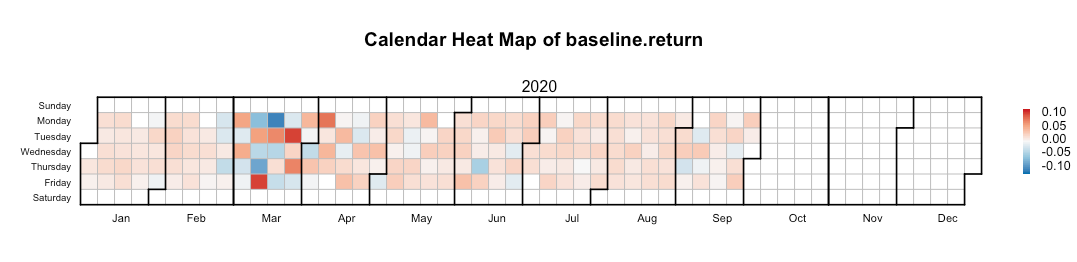 Calendar Heat Map of baseline.return
2020
Sunday
Monday
Tuesday
Wednesday
Thursday
Friday
Saturday
Jan Feb Mar Apr May Jun Jul Aug Sep Oct Nov Dec
0.10
0.05
0.00
-0.05
-0.10